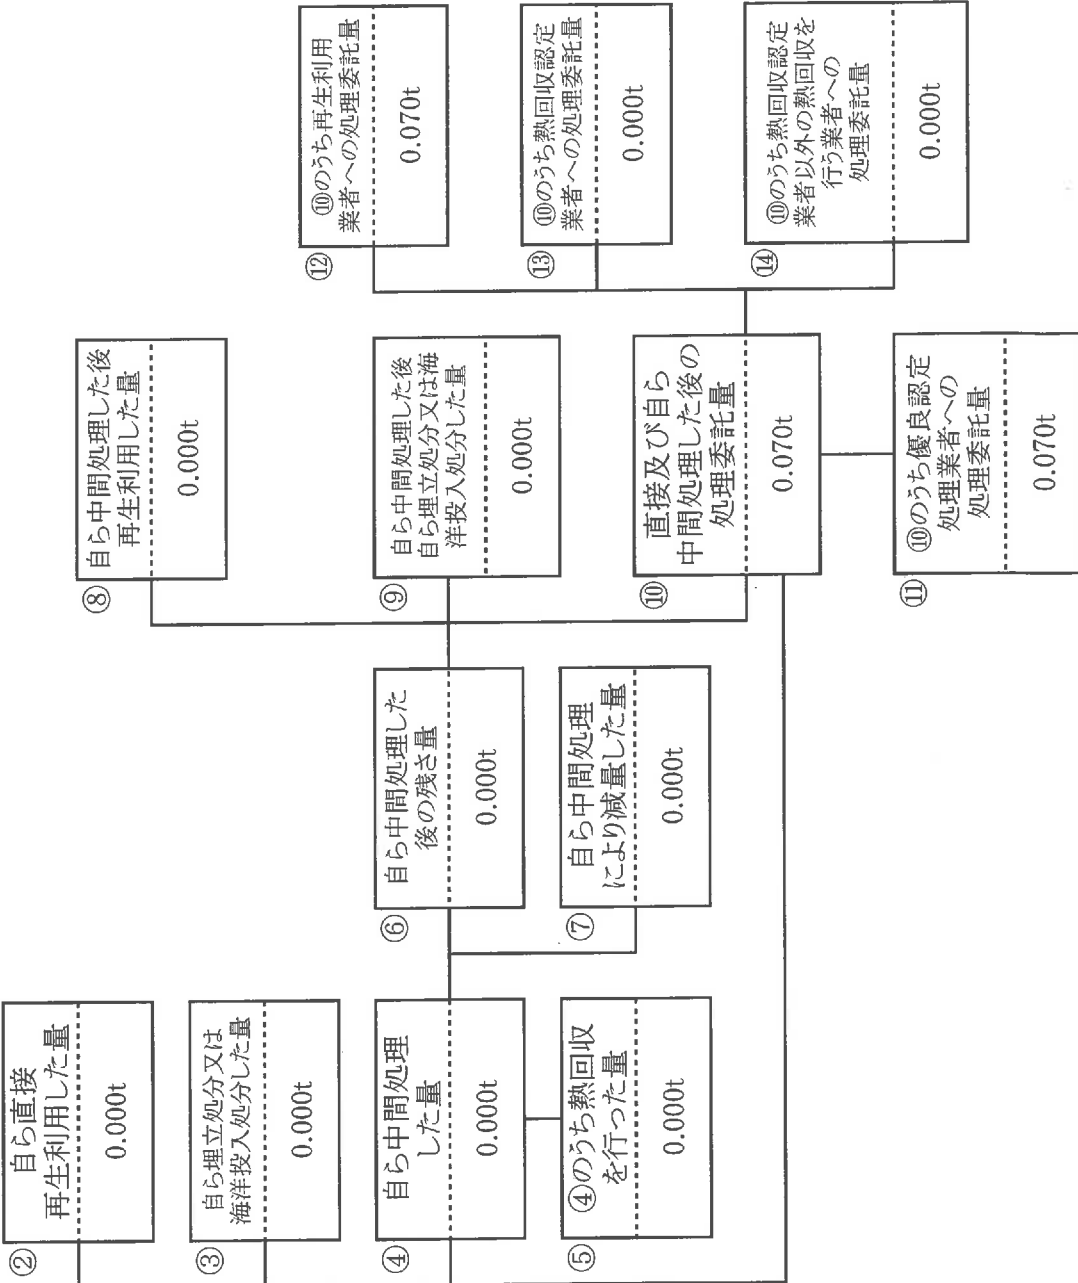 ②
自ら直接
再生利用した量
0.000t
③
自ら埋立処分又は
海洋投入処分した量
0.000t
④
自ら中間処理
した量
0.000t
⑤
④のうち熱回収
を行った量
0.000t
⑥
自ら中間処理した
後の残さ量
0.000t
⑦
自ら中間処理
により減量した量
0.000t
⑧
自ら中間処理した後
再生利用した量
0.000t
⑨
自ら中間処理した後
自ら埋立処分又は海
洋投入処分した量
0.000t
⑩
直接及び自ら
中間処理した後の
処理委託量
0.070t
⑪
⑩のうち優良認定
処理業者への
処理委託量
0.070t
⑫
⑩のうち再生利用
業者への処理委託量
0.070t
⑬
⑩のうち熱回収認定
業者への処理委託量
0.000t
⑭
⑩のうち熱回収認定
業者以外の熱回収を
行う業者への
処理委託量
0.000t